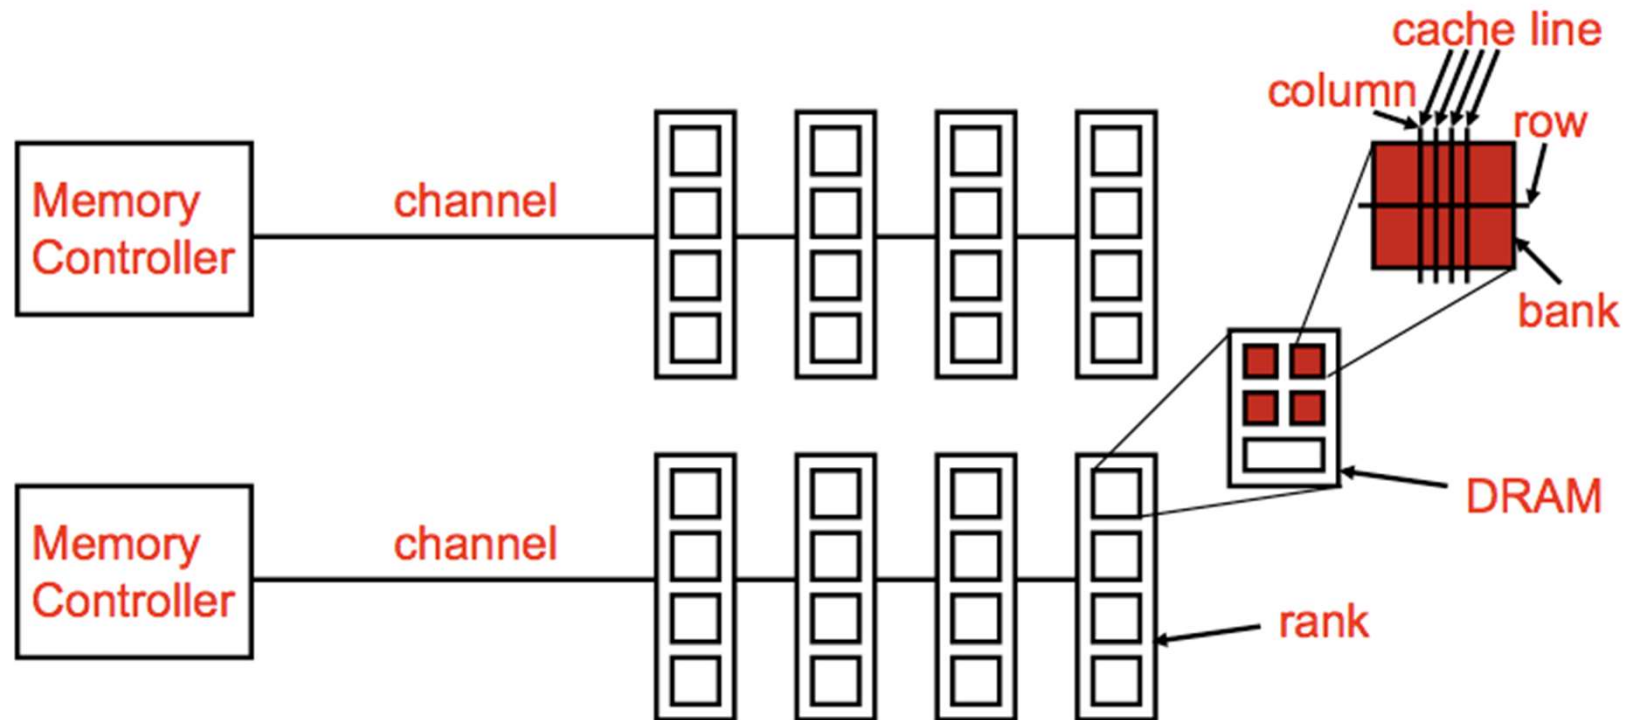 cache line
column
row
Memory
Controller
channel
bank
DRAM
Memory
Controller
channel
rank